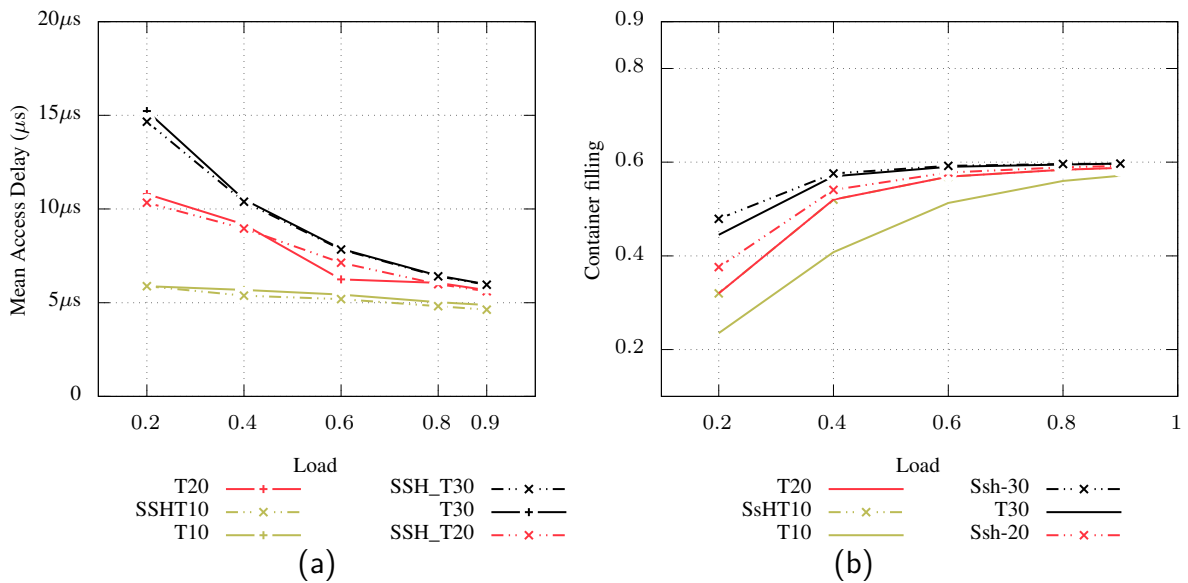 20μs
15μs
10μs
5μs
0
Mean Access Delay (μs)
0.2 0.4 0.6 0.8 0.9
Load
T20
SSHT10
T10
SSH_T30
T30
SSH_T20
(a)
0.9
0.8
0.6
0.4
0.2
Container filling
0.2 0.4 0.6 0.8 1
Load
T20
SsHT10
T10
Ssh-30
T30
Ssh-20
(b)